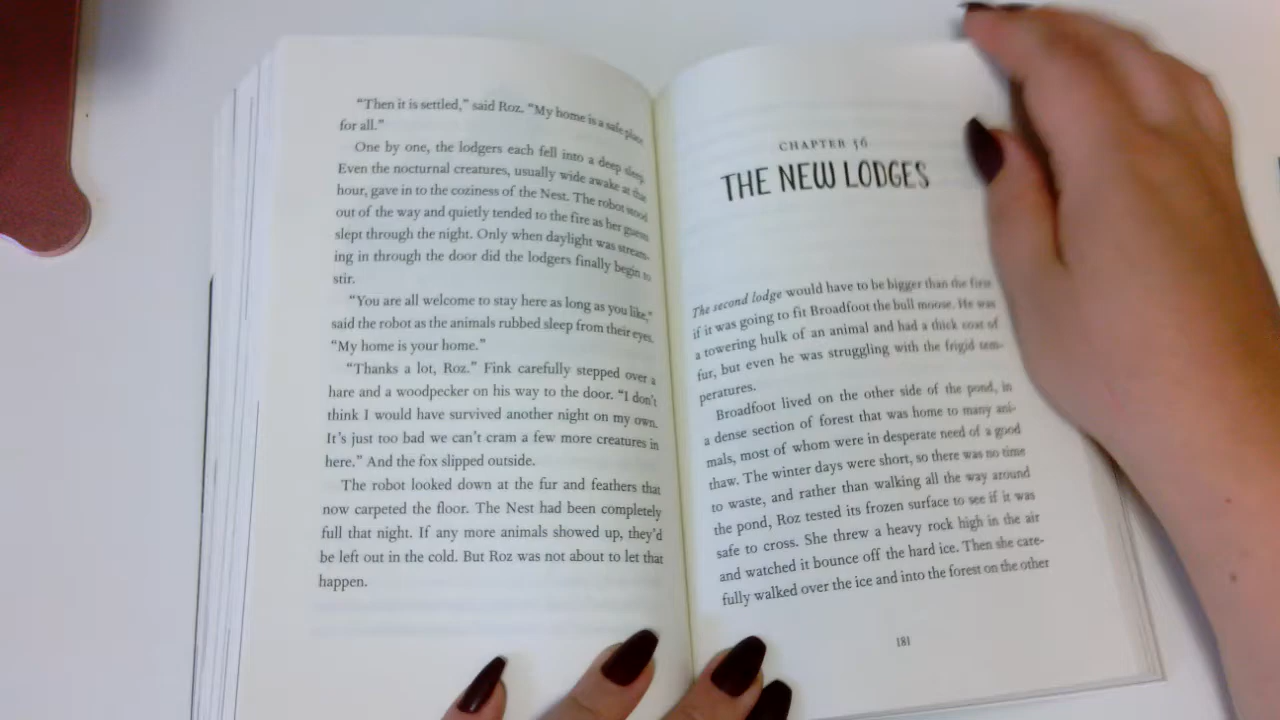 “Then it is settled,” said Roz. “My home is a safe place
for all.”
One by one, the lodgers each fell into a deep sleep.
Even the nocturnal creatures, usually wide awake at this
hour, gave in to the coziness of the Nest. The robot stood
out of the way and quietly tended to the fire as her guests
slept through the night. Only when daylight was stream-
ing in through the door did the lodgers finally begin to
stir.
“You are all welcome to stay here as long as you like,”
said the robot as the animals rubbed sleep from their eyes.
“My home is your home.”
“Thanks a lot, Roz.” Fink carefully stepped over a
hare and a woodpecker on his way to the door. “I don’t
think I would have survived another night on my own.
It’s just too bad we can’t cram a few more creatures in
here.” And the fox slipped outside.
The robot looked down at the fur and feathers that
now carpeted the floor. The Nest had been completely
full that night. If any more animals showed up, they’d
be left out in the cold. But Roz was not about to let that
happen.
CHAPTER 56
THE NEW LODGES
The second lodge would have to be bigger than the first
if it was going to fit Broadfoot the bull moose. He was
a towering hulk of an animal and had a thick coat of
fur, but even he was struggling with the frigid tem-
peratures.
Broadfoot lived on the other side of the pond, in
a dense section of forest that was home to many ani-
mals, most of whom were in desperate need of a good
thaw. The winter days were short, so there was no time
to waste, and rather than walking all the way around
the pond, Roz tested its frozen surface to see if it was
safe to cross. She threw a heavy rock high in the air
and watched it bounce off the hard ice. Then she care-
fully walked over the ice and into the forest on the other
181